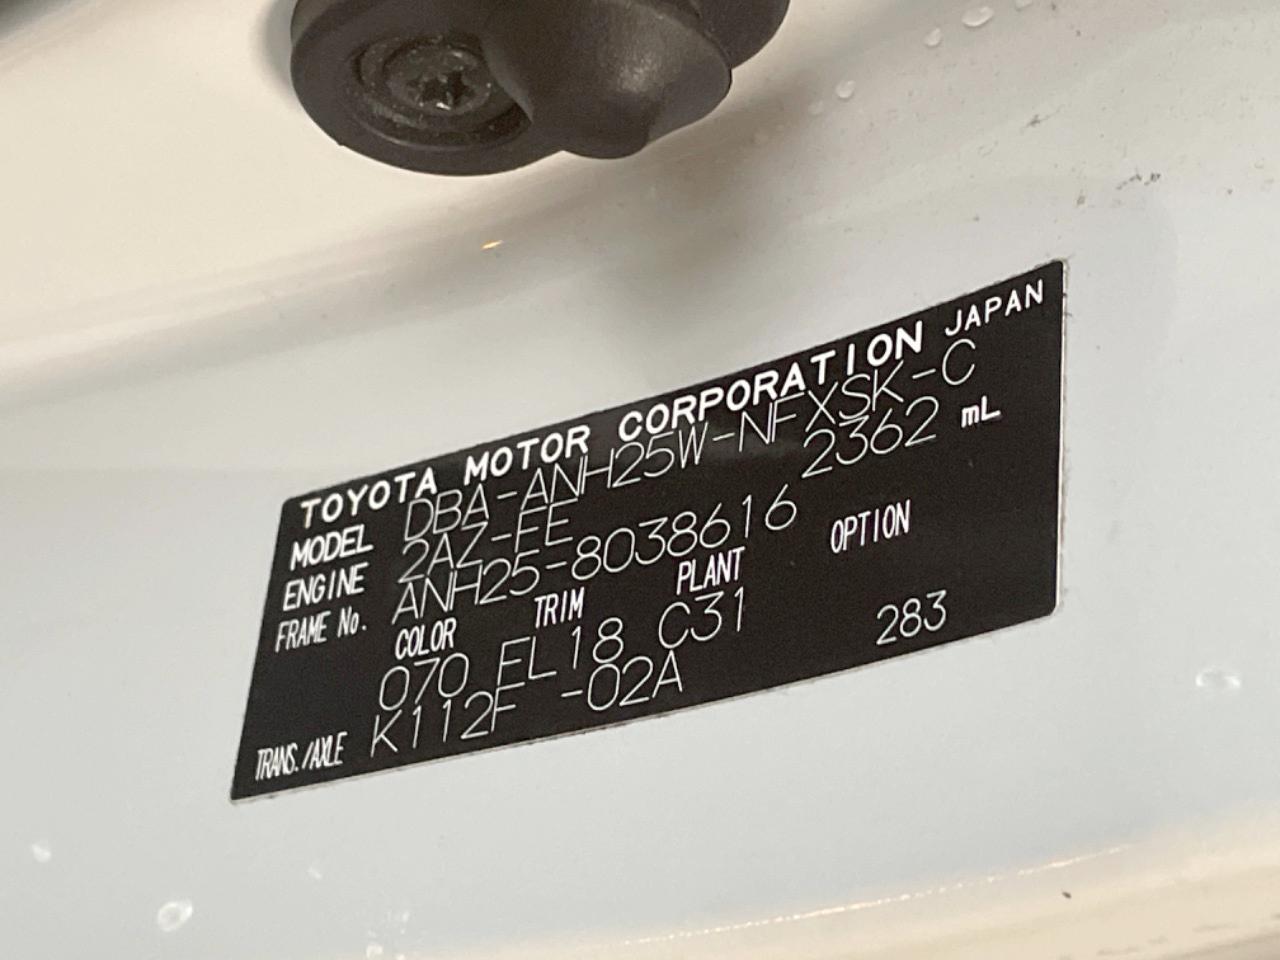 TOYOTA MOTOR CORPORATION JAPAN
MODEL DBA-ANH25W-NFXSK-C
ENGINE 2AZ-FE 2362 mL
FRAME No. ANH25-8038616
COLOR TRIM PLANT OPTION
070 FL18 C31 283
TRANS./AXLE K112F -02A